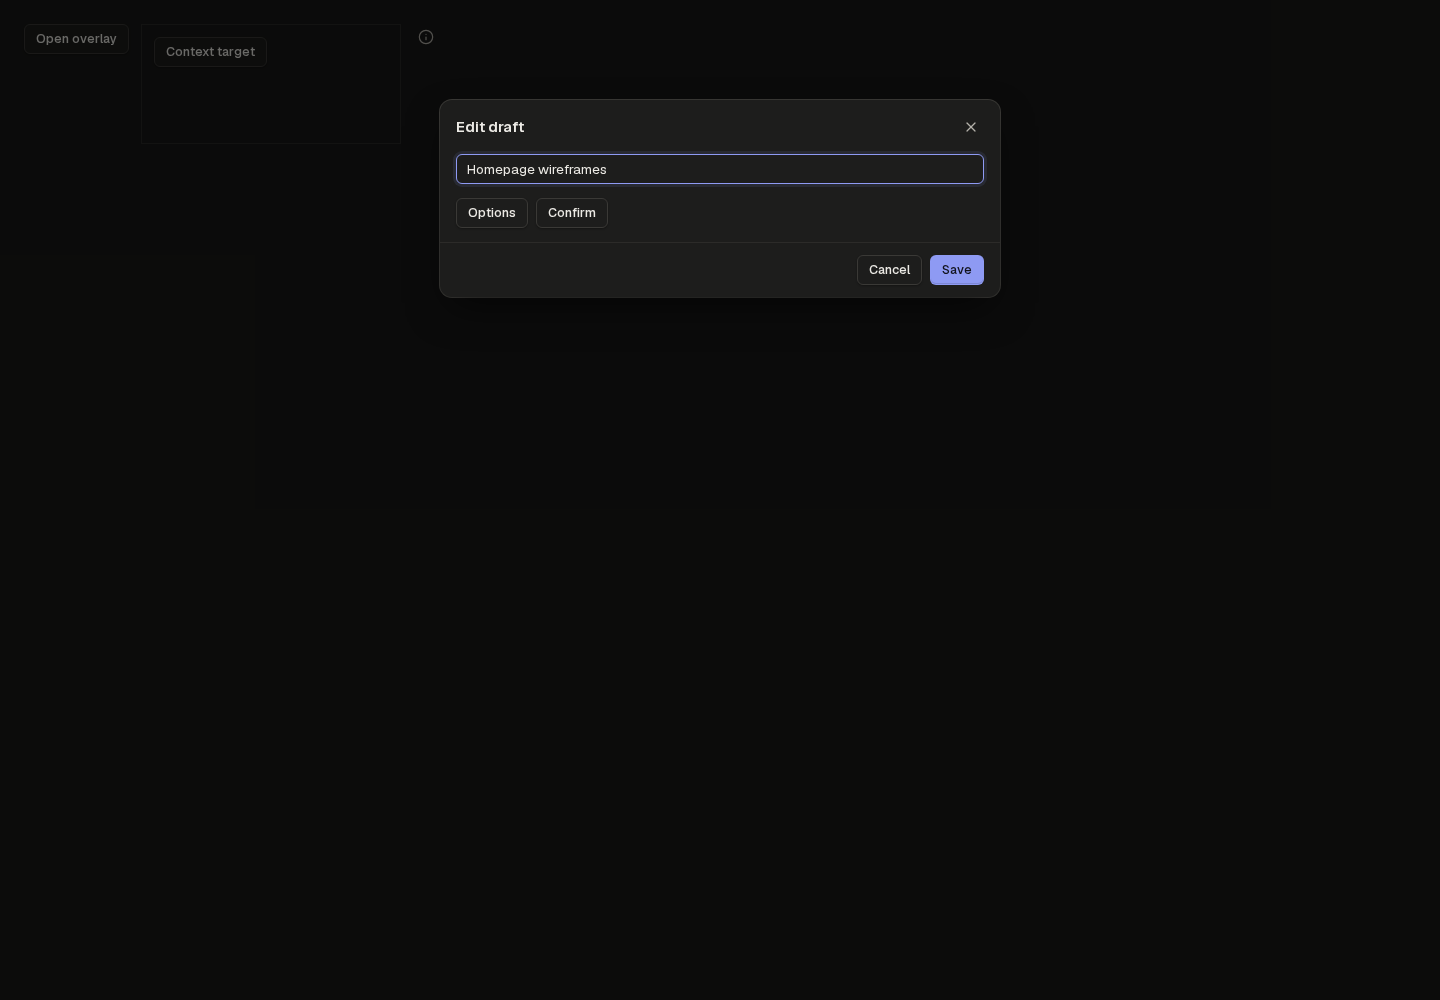 Open overlay
Context target
Edit draft
Homepage wireframes
Options
Confirm
Cancel
Save